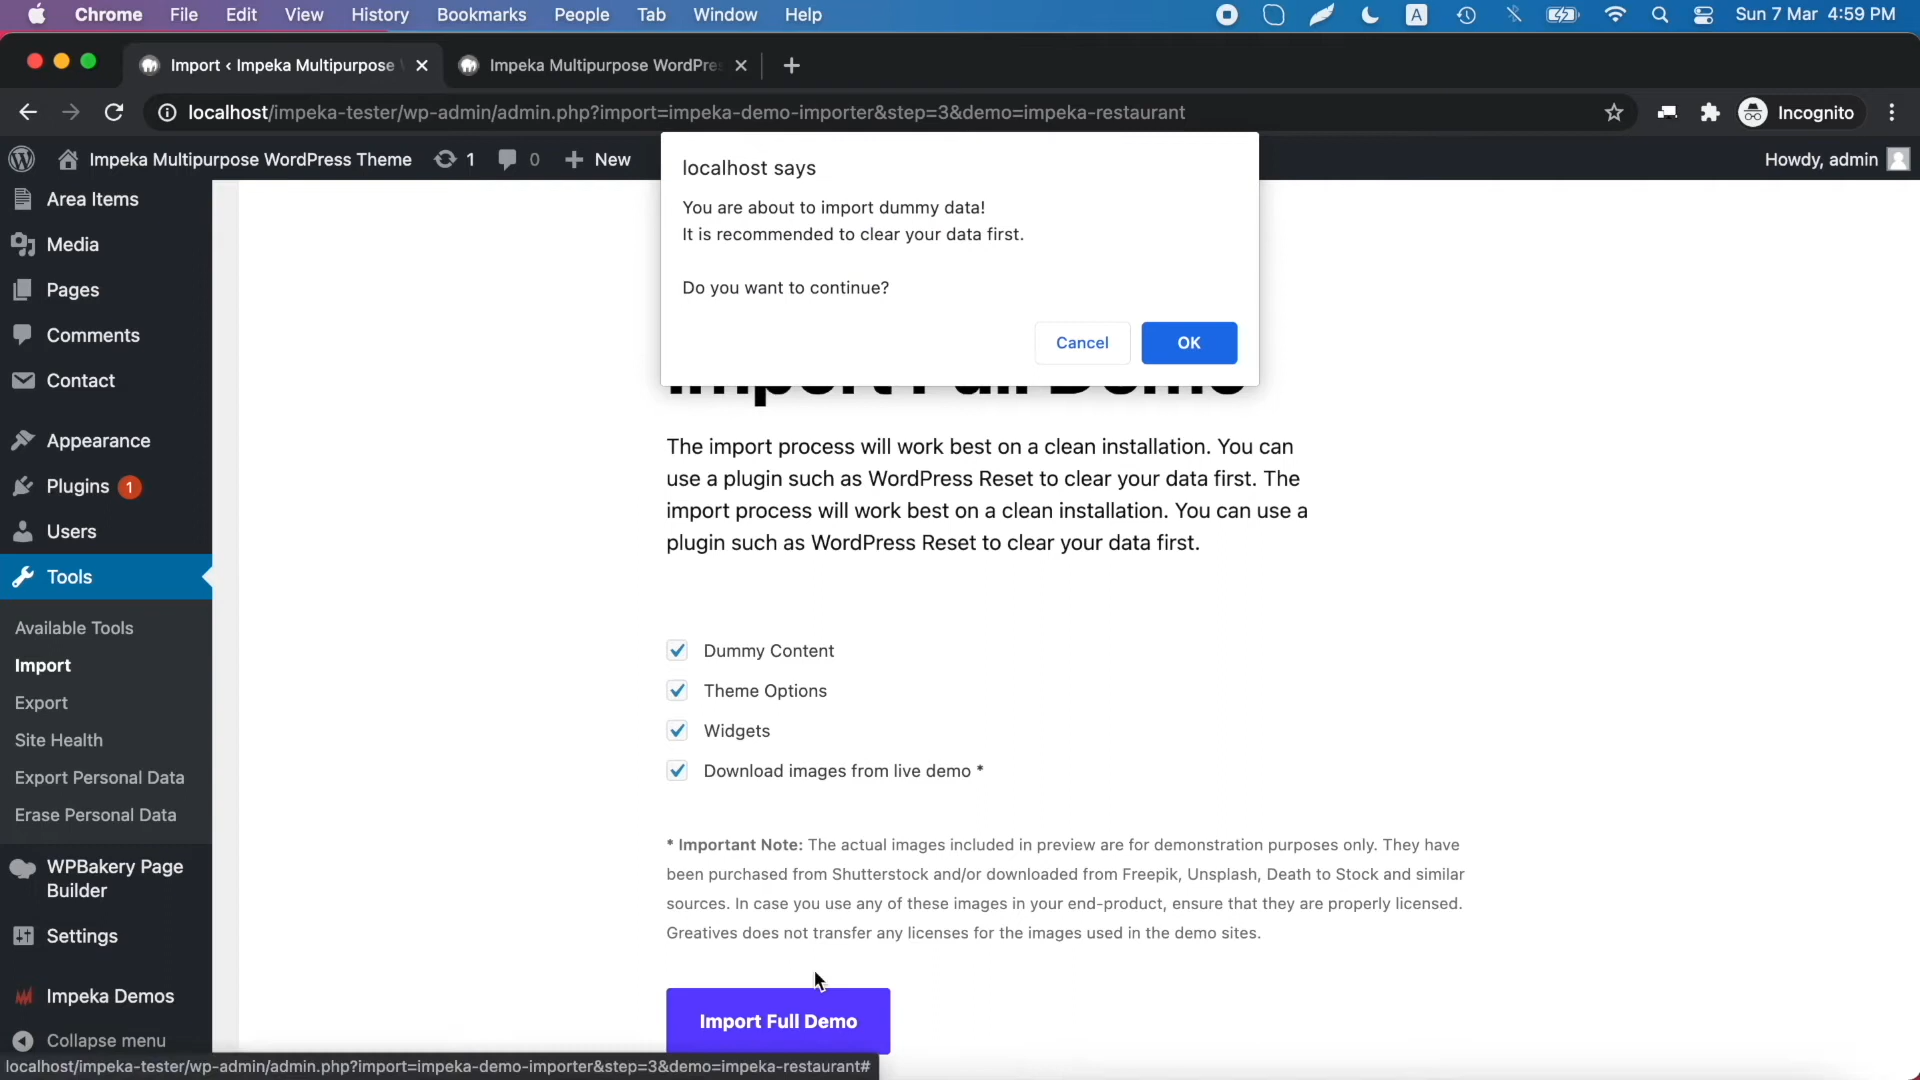 Chrome File Edit View History Bookmarks People Tab Window Help
A
Sun 7 Mar 4:59 PM
Import ‹ Impeka Multipurpose
Impeka Multipurpose WordPre
localhost/impeka-tester/wp-admin/admin.php?import=impeka-demo-importer&step=3&demo=impeka-restaurant
Incognito
Impeka Multipurpose WordPress Theme 1 0 New
Howdy, admin
localhost says
You are about to import dummy data!
It is recommended to clear your data first.
Do you want to continue?
Cancel
OK
Area Items
Media
Pages
Comments
Contact
Appearance
Plugins 1
Users
Tools
Available Tools
Import
Export
Site Health
Export Personal Data
Erase Personal Data
WPBakery Page
Builder
Settings
Impeka Demos
Collapse menu
Import Full Demo
The import process will work best on a clean installation. You can
use a plugin such as WordPress Reset to clear your data first. The
import process will work best on a clean installation. You can use a
plugin such as WordPress Reset to clear your data first.
Dummy Content
Theme Options
Widgets
Download images from live demo *
* Important Note: The actual images included in preview are for demonstration purposes only. They have
been purchased from Shutterstock and/or downloaded from Freepik, Unsplash, Death to Stock and similar
sources. In case you use any of these images in your end-product, ensure that they are properly licensed.
Greatives does not transfer any licenses for the images used in the demo sites.
Import Full Demo
localhost/impeka-tester/wp-admin/admin.php?import=impeka-demo-importer&step=3&demo=impeka-restaurant#